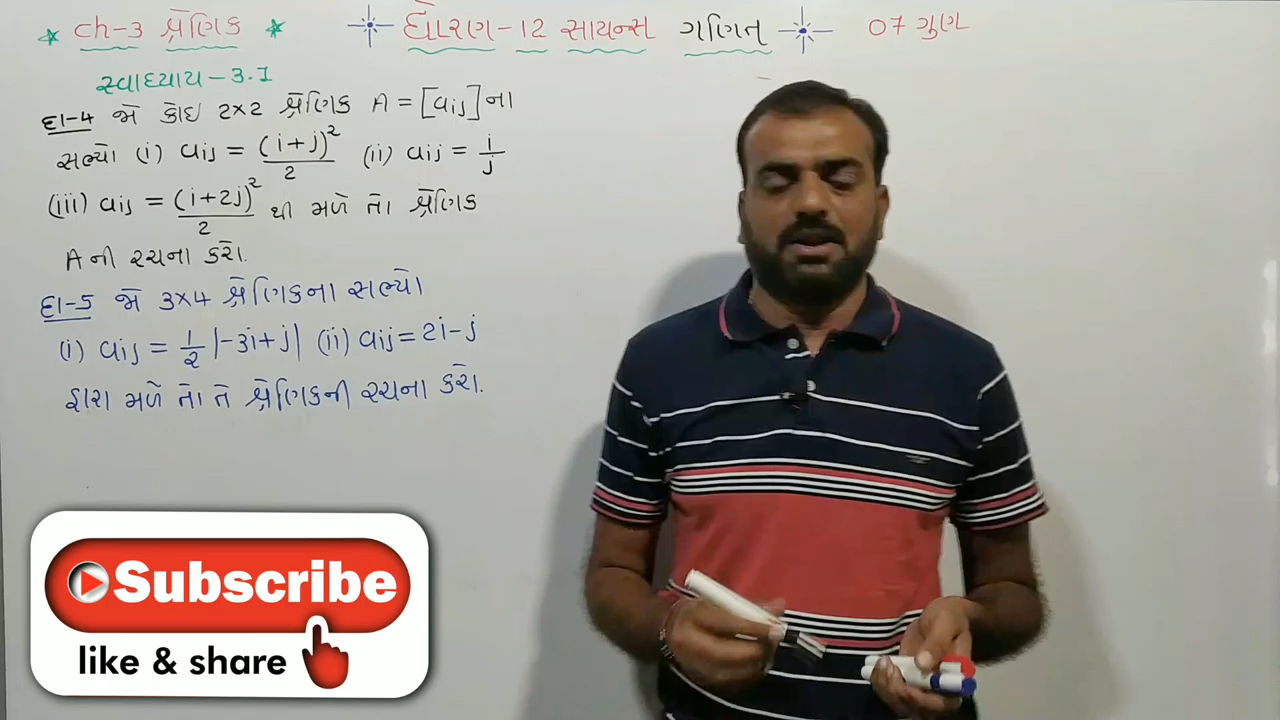 * ch-3 શ્રેણિક * ધોરણ-12 સાયન્સ ગણિત 07 ગુણ
સ્વાધ્યાય-3.1
દા-4 જો કોઇ 2×2 શ્રેણિક A = [aij] ના
સભ્યો (i) aij = (i+j)²/2 (ii) aij = i/j
(iii) aij = (i+2j)²/2 થી મળે તો શ્રેણિક
A ની રચના કરો.
દા-5 જો 3×4 શ્રેણિકના સભ્યો
(i) aij = 1/2 |-3i+j| (ii) aij = 2i-j
દ્વારા મળે તો તે શ્રેણિકની રચના કરો.
Subscribe
like & share